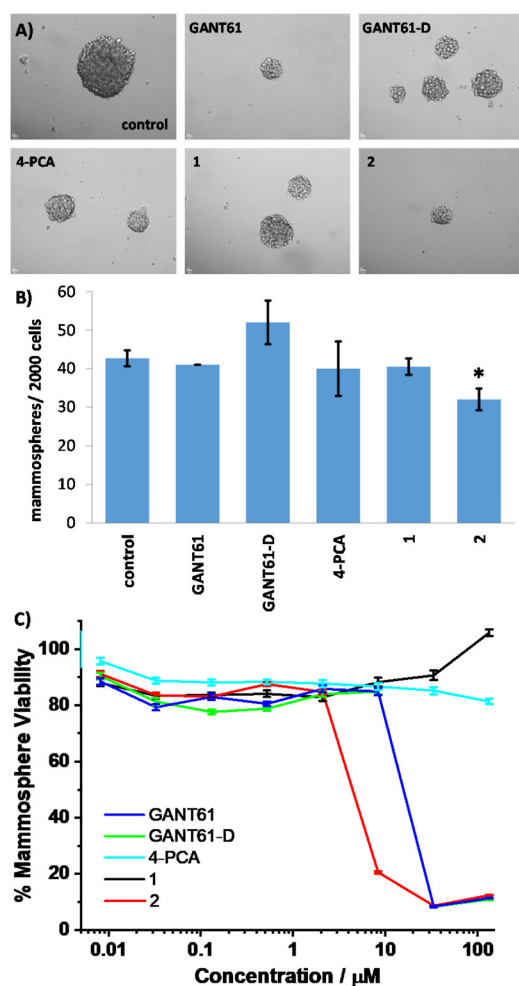 A)
control
GANT61
GANT61-D
4-PCA
1
2
B)
mammospheres/ 2000 cells
60
50
40
30
20
10
0
*
control
GANT61
GANT61-D
4-PCA
1
2
C)
% Mammosphere Viability
100
80
60
40
20
0
GANT61
GANT61-D
4-PCA
1
2
0.01
0.1
1
10
100
Concentration / μM